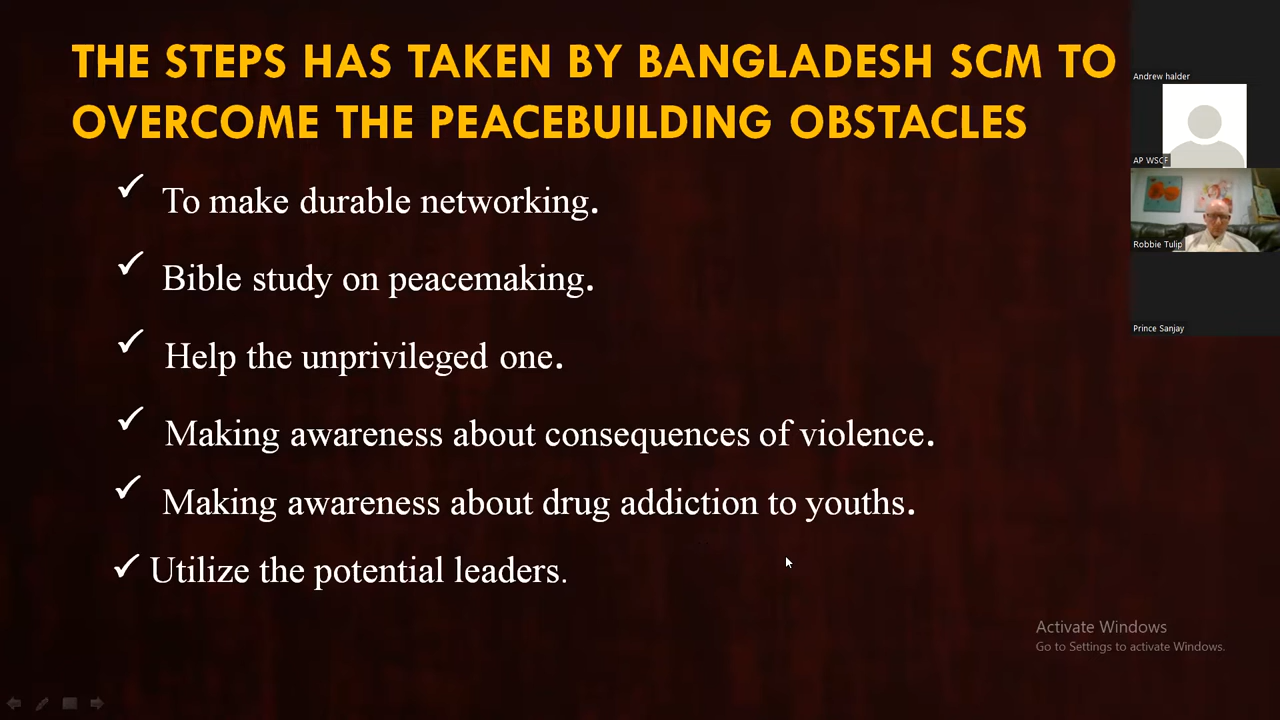 THE STEPS HAS TAKEN BY BANGLADESH SCM TO
OVERCOME THE PEACEBUILDING OBSTACLES
✓ To make durable networking.
✓ Bible study on peacemaking.
✓ Help the unprivileged one.
✓ Making awareness about consequences of violence.
✓ Making awareness about drug addiction to youths.
✓ Utilize the potential leaders.
Andrew halder
AP WSCF
Robbie Tulip
Prince Sanjay
Activate Windows
Go to Settings to activate Windows.